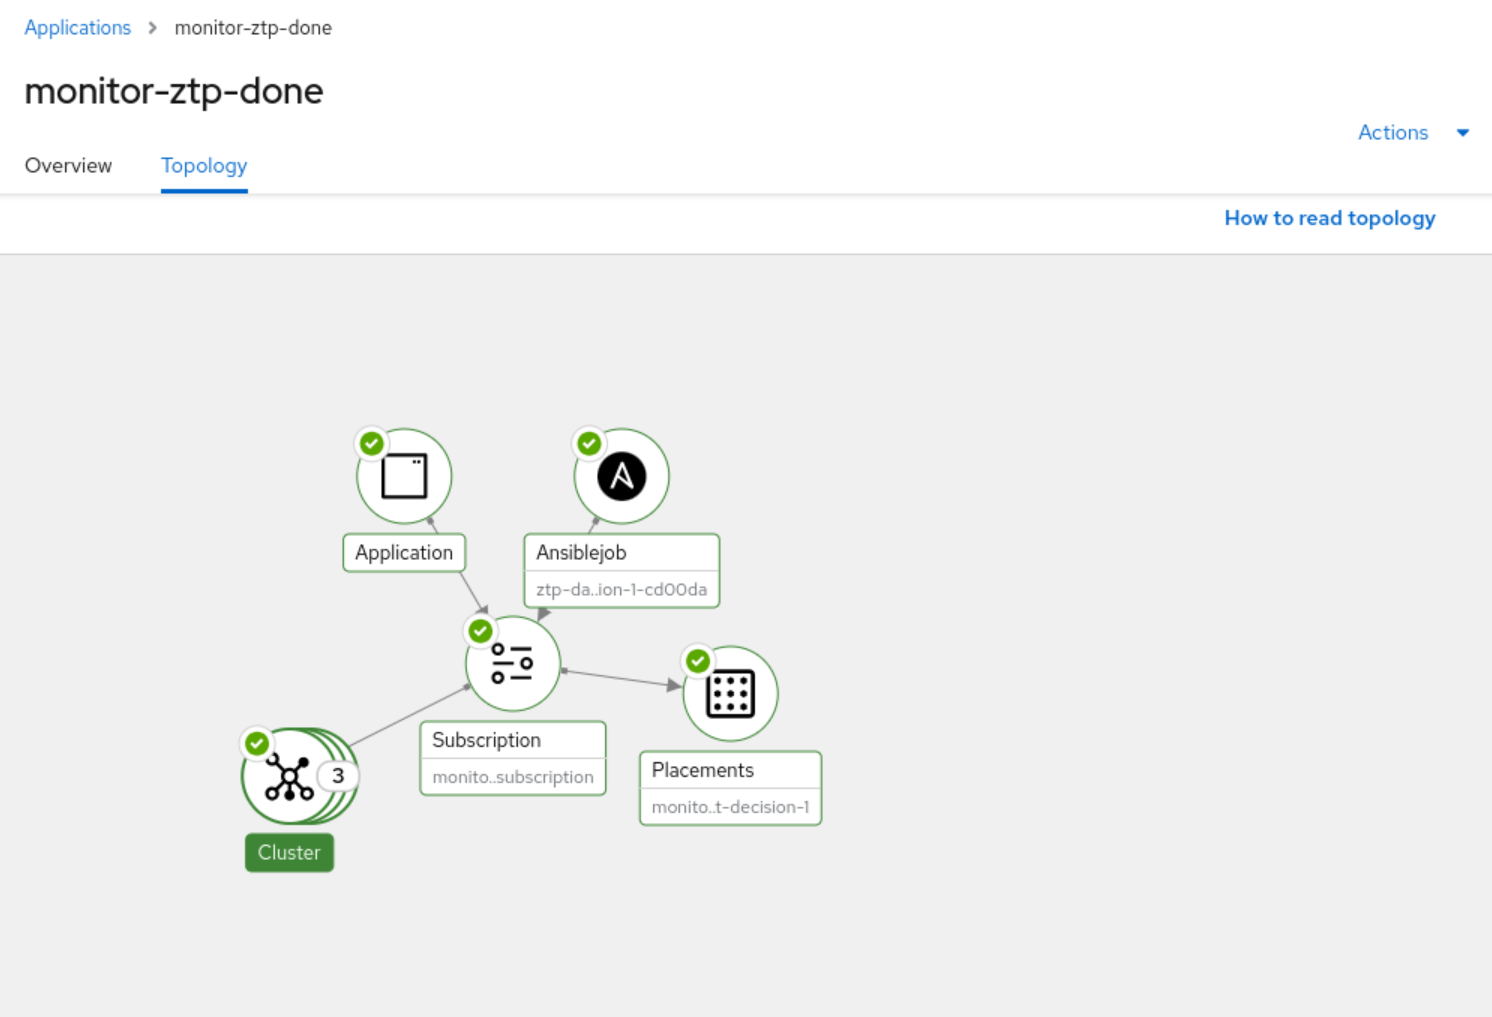 Applications > monitor-ztp-done
monitor-ztp-done
Actions
Overview Topology
How to read topology
Application
Ansiblejob
ztp-da..ion-1-cd00da
Subscription
monito..subscription
Placements
monito..t-decision-1
3
Cluster